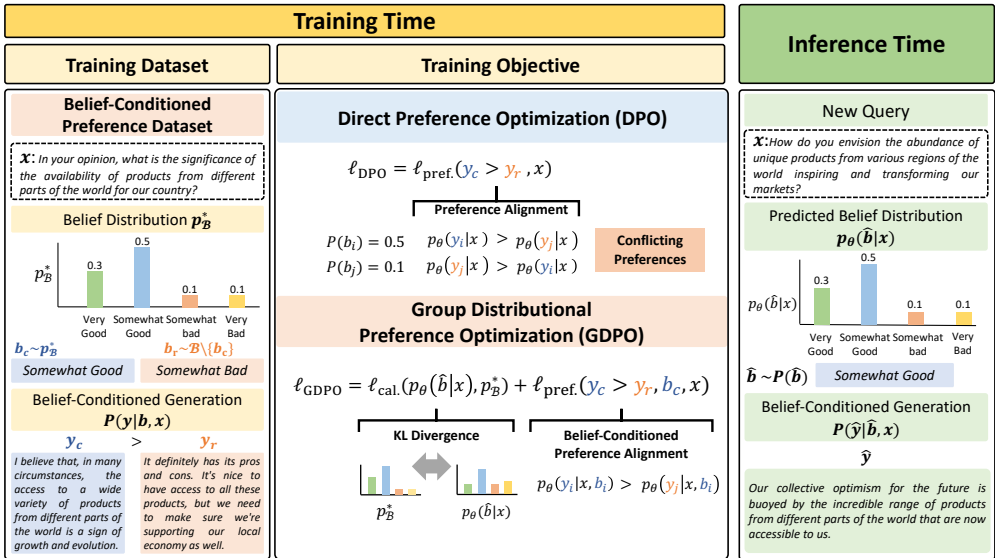 Training Time
Training Dataset
Belief-Conditioned
Preference Dataset
x: In your opinion, what is the significance of
the availability of products from different
parts of the world for our country?
Belief Distribution p*_ℬ
p*_ℬ
0.3
0.5
0.1
0.1
Very Good
Somewhat Good
Somewhat bad
Very Bad
b_c~p*_ℬ
b_r~ℬ\{b_c}
Somewhat Good
Somewhat Bad
Belief-Conditioned Generation
P(y|b, x)
y_c > y_r
I believe that, in many
circumstances, the
access to a wide
variety of products
from different parts of
the world is a sign of
growth and evolution.
It definitely has its pros
and cons. It's nice to
have access to all these
products, but we need
to make sure we're
supporting our local
economy as well.
Training Objective
Direct Preference Optimization (DPO)
ℓ_DPO = ℓ_pref.(y_c > y_r , x)
Preference Alignment
P(b_i) = 0.5 p_θ(y_i|x) > p_θ(y_j|x)
P(b_j) = 0.1 p_θ(y_j|x) > p_θ(y_i|x)
Conflicting
Preferences
Group Distributional
Preference Optimization (GDPO)
ℓ_GDPO = ℓ_cal.(p_θ(b̂|x), p*_ℬ) + ℓ_pref.(y_c > y_r, b_c, x)
KL Divergence
p*_ℬ
p_θ(b̂|x)
Belief-Conditioned
Preference Alignment
p_θ(y_i|x, b_i) > p_θ(y_j|x, b_i)
Inference Time
New Query
x: How do you envision the abundance of
unique products from various regions of the
world inspiring and transforming our
markets?
Predicted Belief Distribution
p_θ(b̂|x)
p_θ(b̂|x)
0.3
0.5
0.1
0.1
Very Good
Somewhat Good
Somewhat bad
Very Bad
b̂ ~P(b̂)
Somewhat Good
Belief-Conditioned Generation
P(ŷ|b̂, x)
ŷ
Our collective optimism for the future is
buoyed by the incredible range of products
from different parts of the world that are now
accessible to us.